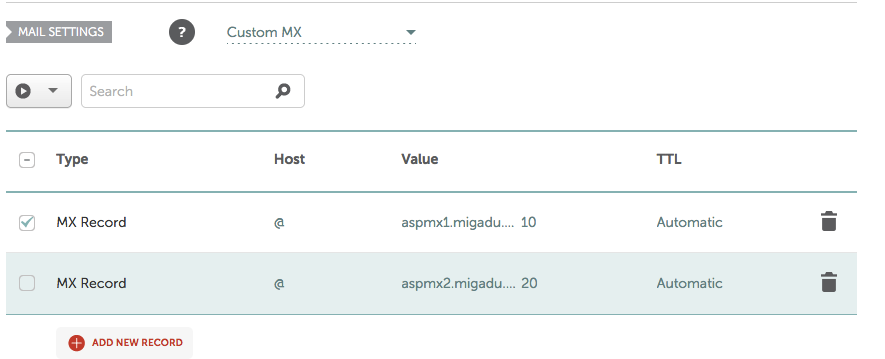 MAIL SETTINGS ? Custom MX
Search
Type Host Value TTL
MX Record @ aspmx1.migadu.... 10 Automatic
MX Record @ aspmx2.migadu.... 20 Automatic
ADD NEW RECORD